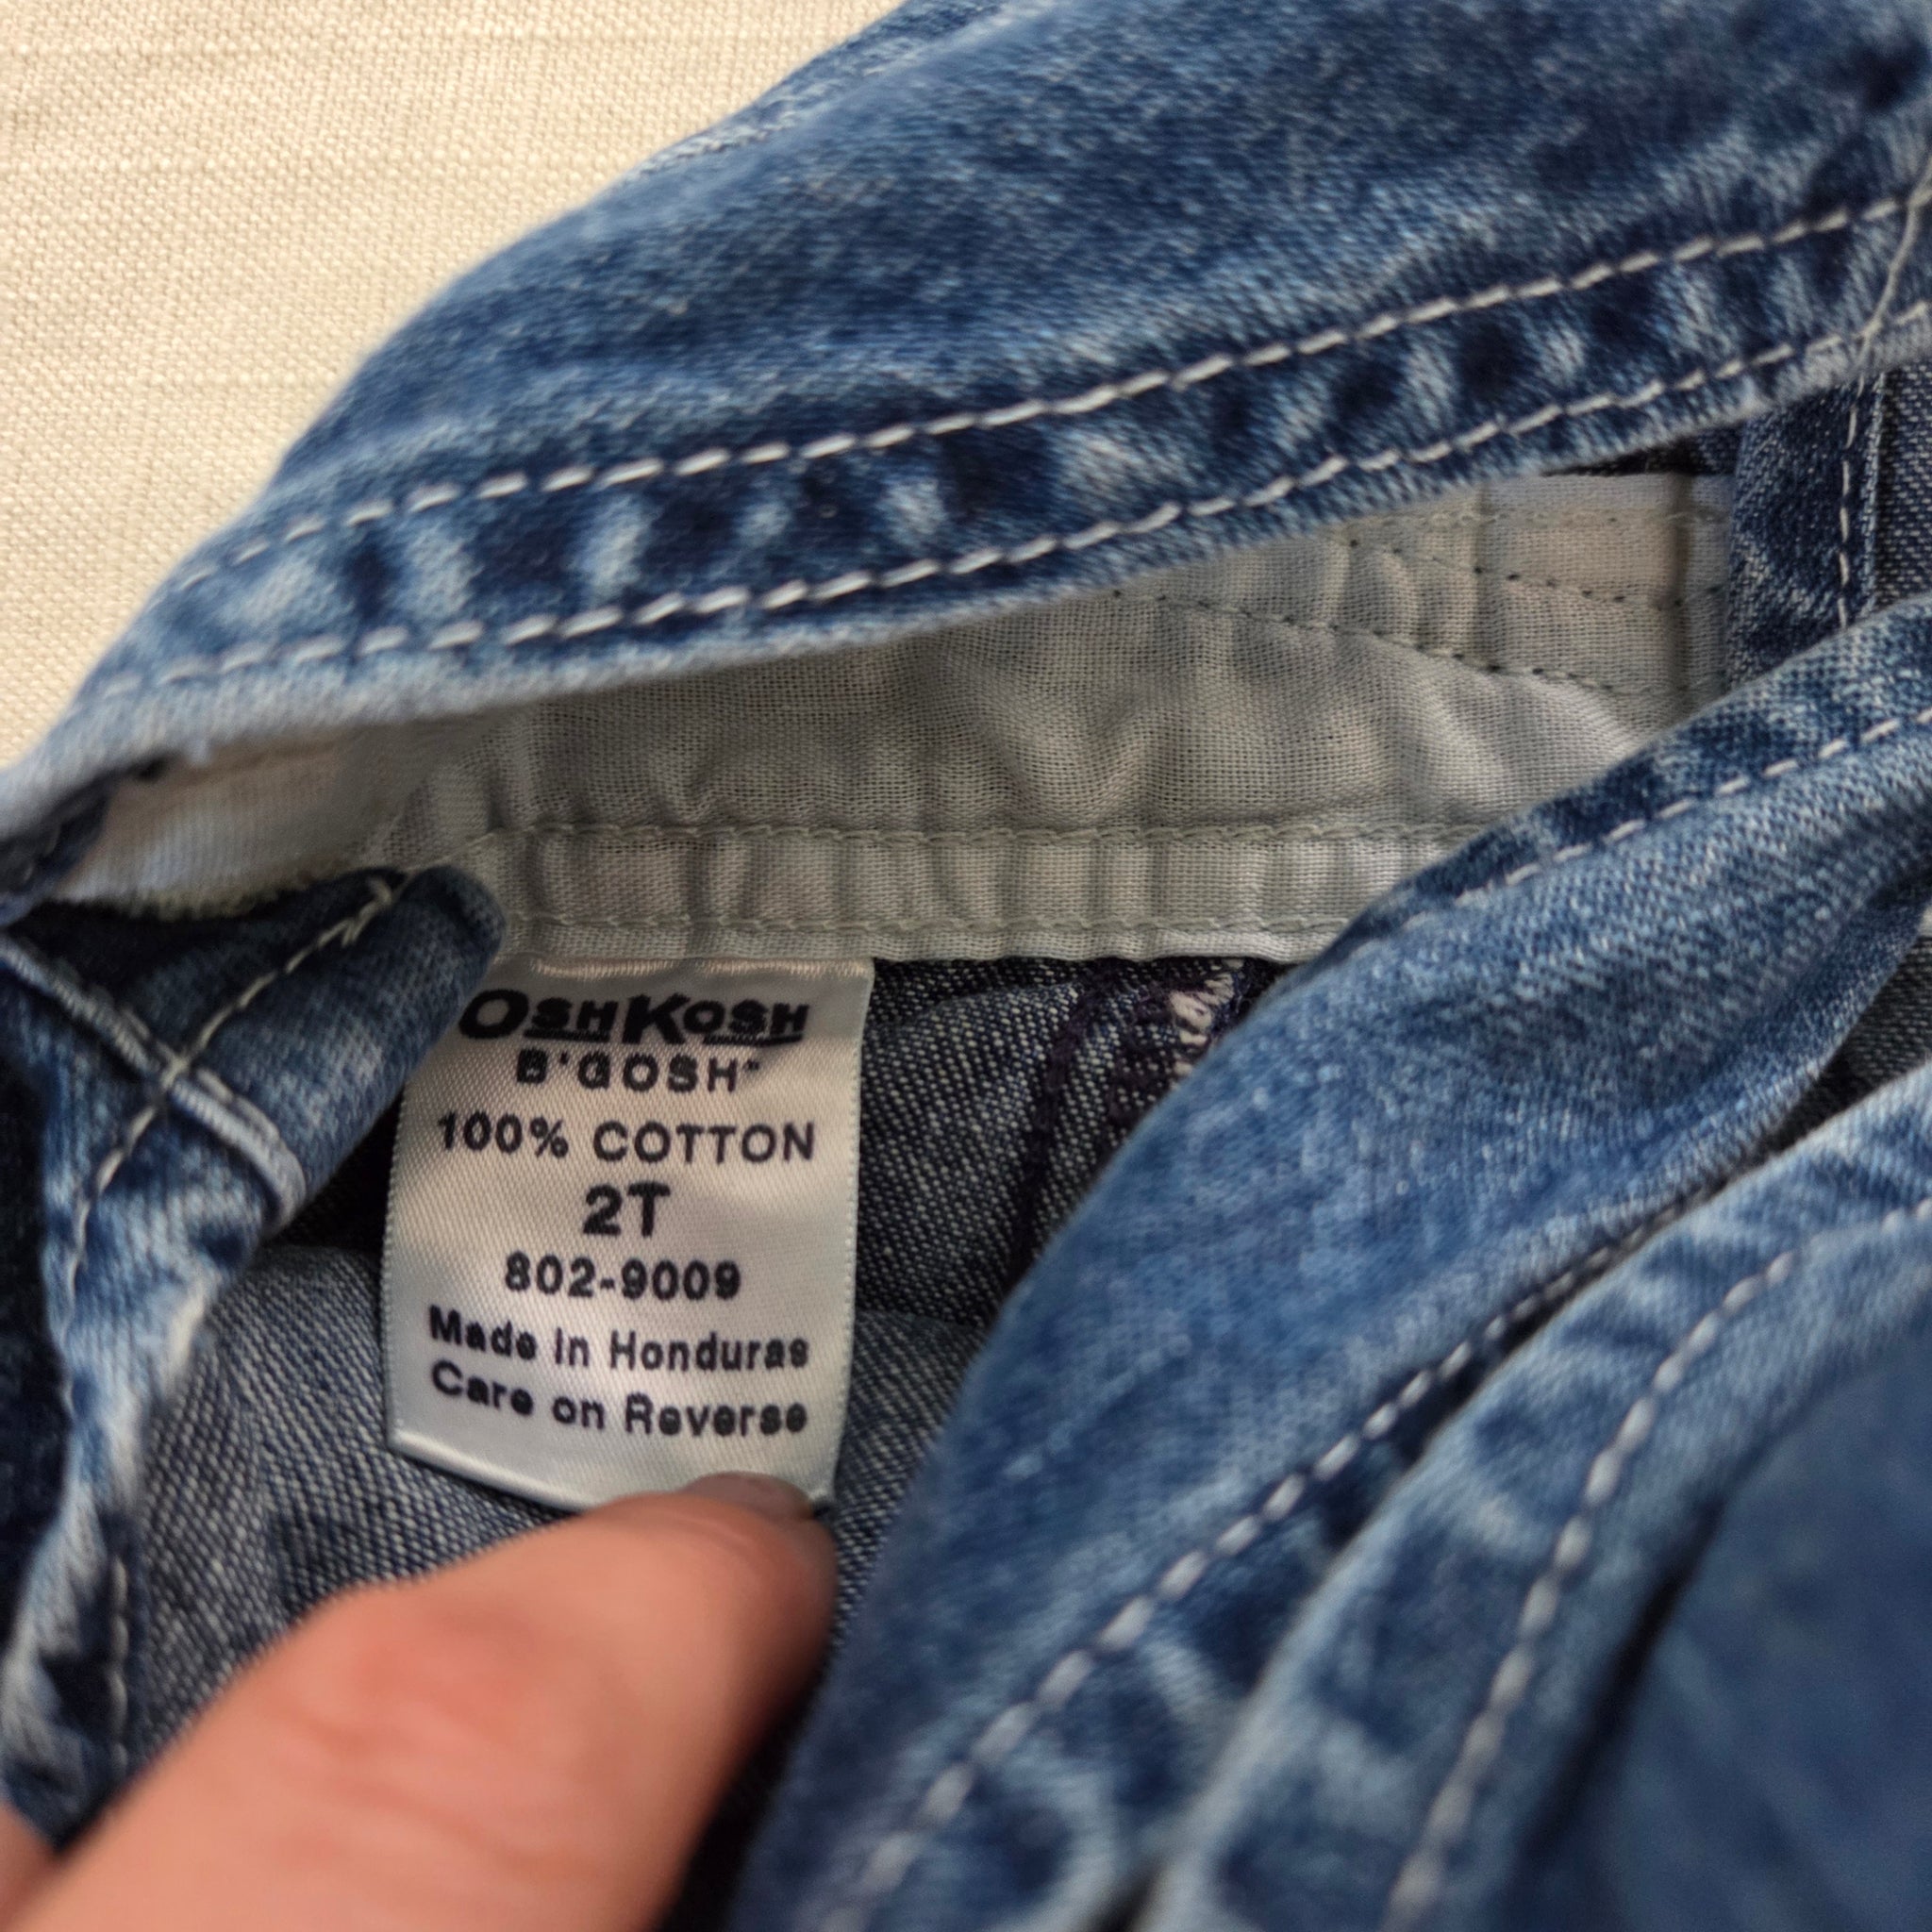 OSHKOSH
B'GOSH
100% COTTON
2T
802-9009
Made in Honduras
Care on Reverse